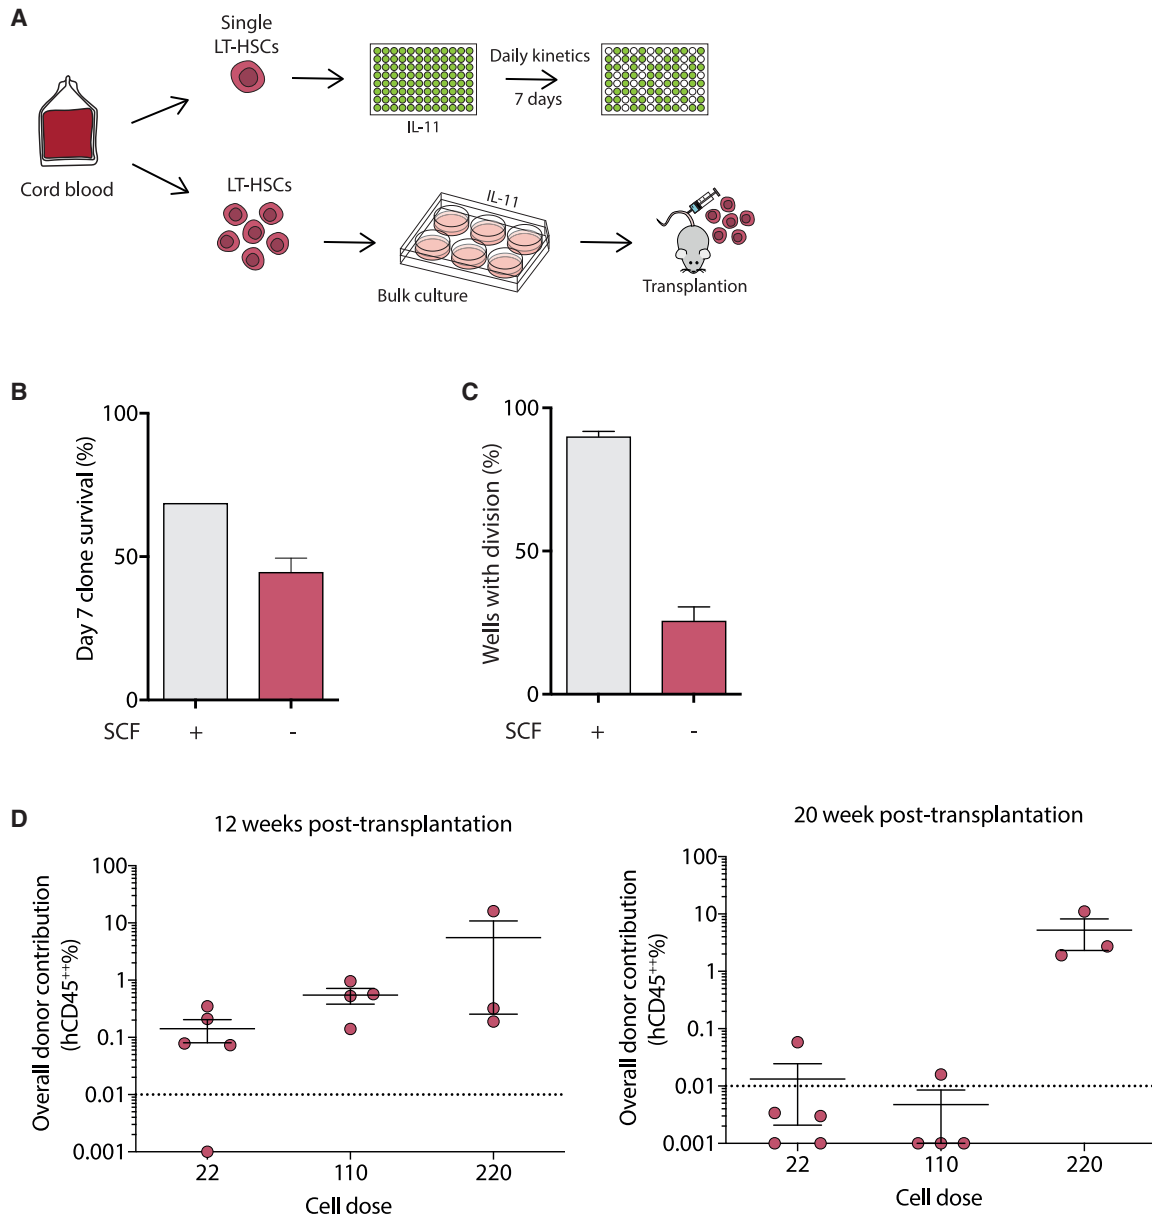 A
Single
LT-HSCs
Daily kinetics
7 days
IL-11
Cord blood
LT-HSCs
IL-11
Bulk culture
Transplantion
B
Day 7 clone survival (%)
100
50
0
SCF + -
C
Wells with division (%)
100
50
0
SCF + -
D
12 weeks post-transplantation
Overall donor contribution
(hCD45++%)
100
10
1
0.1
0.01
0.001
22 110 220
Cell dose
20 week post-transplantation
Overall donor contribution
(hCD45++%)
100
10
1
0.1
0.01
0.001
22 110 220
Cell dose